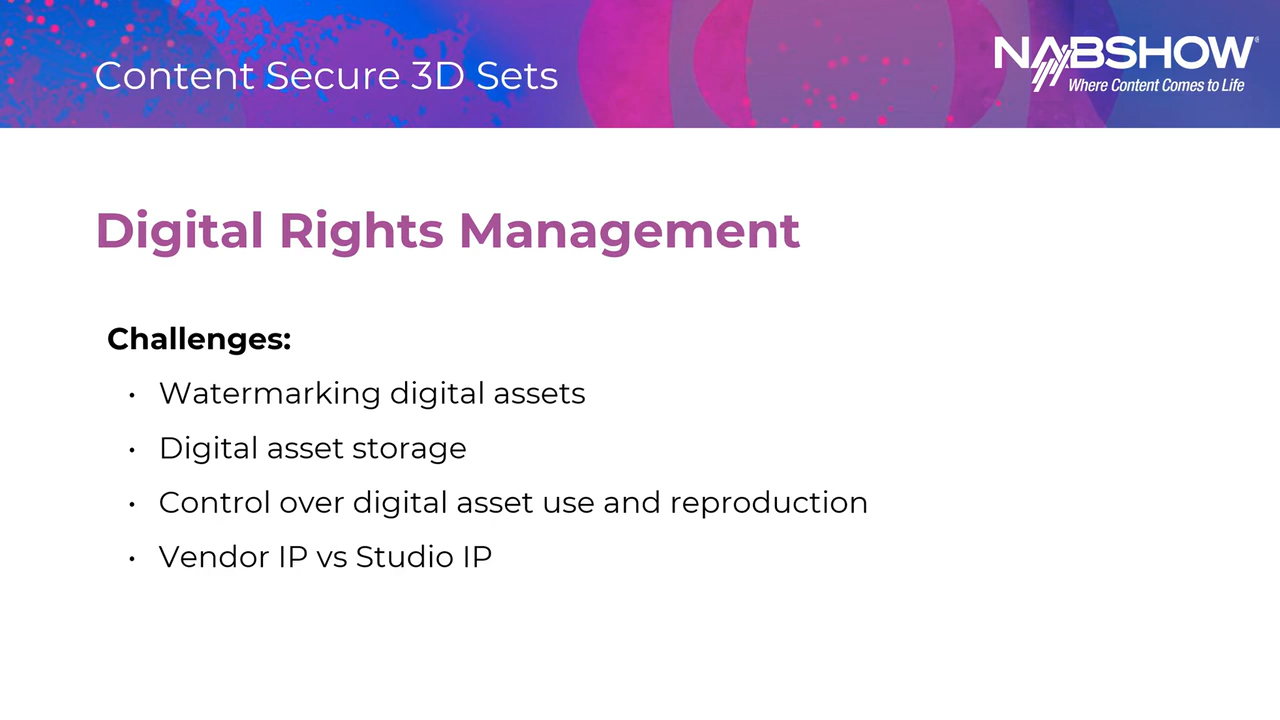 Content Secure 3D Sets
NABSHOW®
Where Content Comes to Life
Digital Rights Management
Challenges:
• Watermarking digital assets
• Digital asset storage
• Control over digital asset use and reproduction
• Vendor IP vs Studio IP